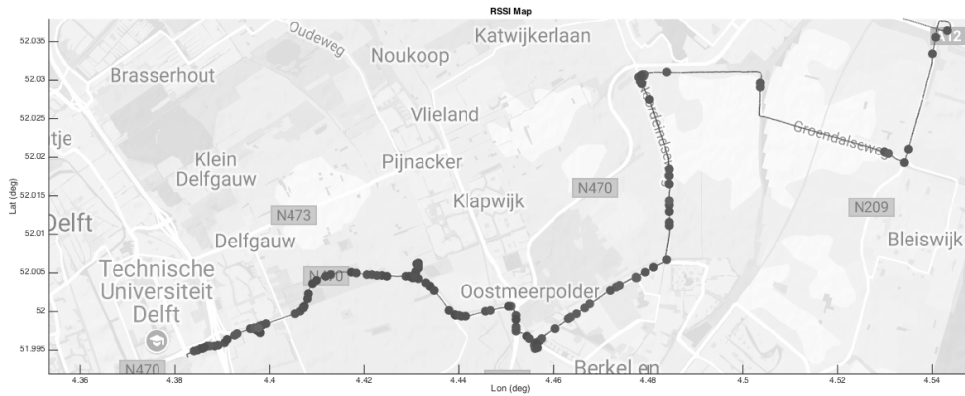 RSSI Map
52.035
52.03
52.025
52.02
52.015
52.01
52.005
52
51.995
Lat (deg)
Oudeweg
Katwijkerlaan
Noukoop
Brasserhout
Vlieland
Klein
Delfgauw
Pijnacker
N470
Klapwijk
N473
Delft
Delfgauw
Technische
Universiteit
Delft
Oostmeerpolder
N470
Groendalseweg
N209
Bleiswijk
4.36
4.38
4.4
4.42
4.44
4.46
4.48
4.5
4.52
4.54
Lon (deg)